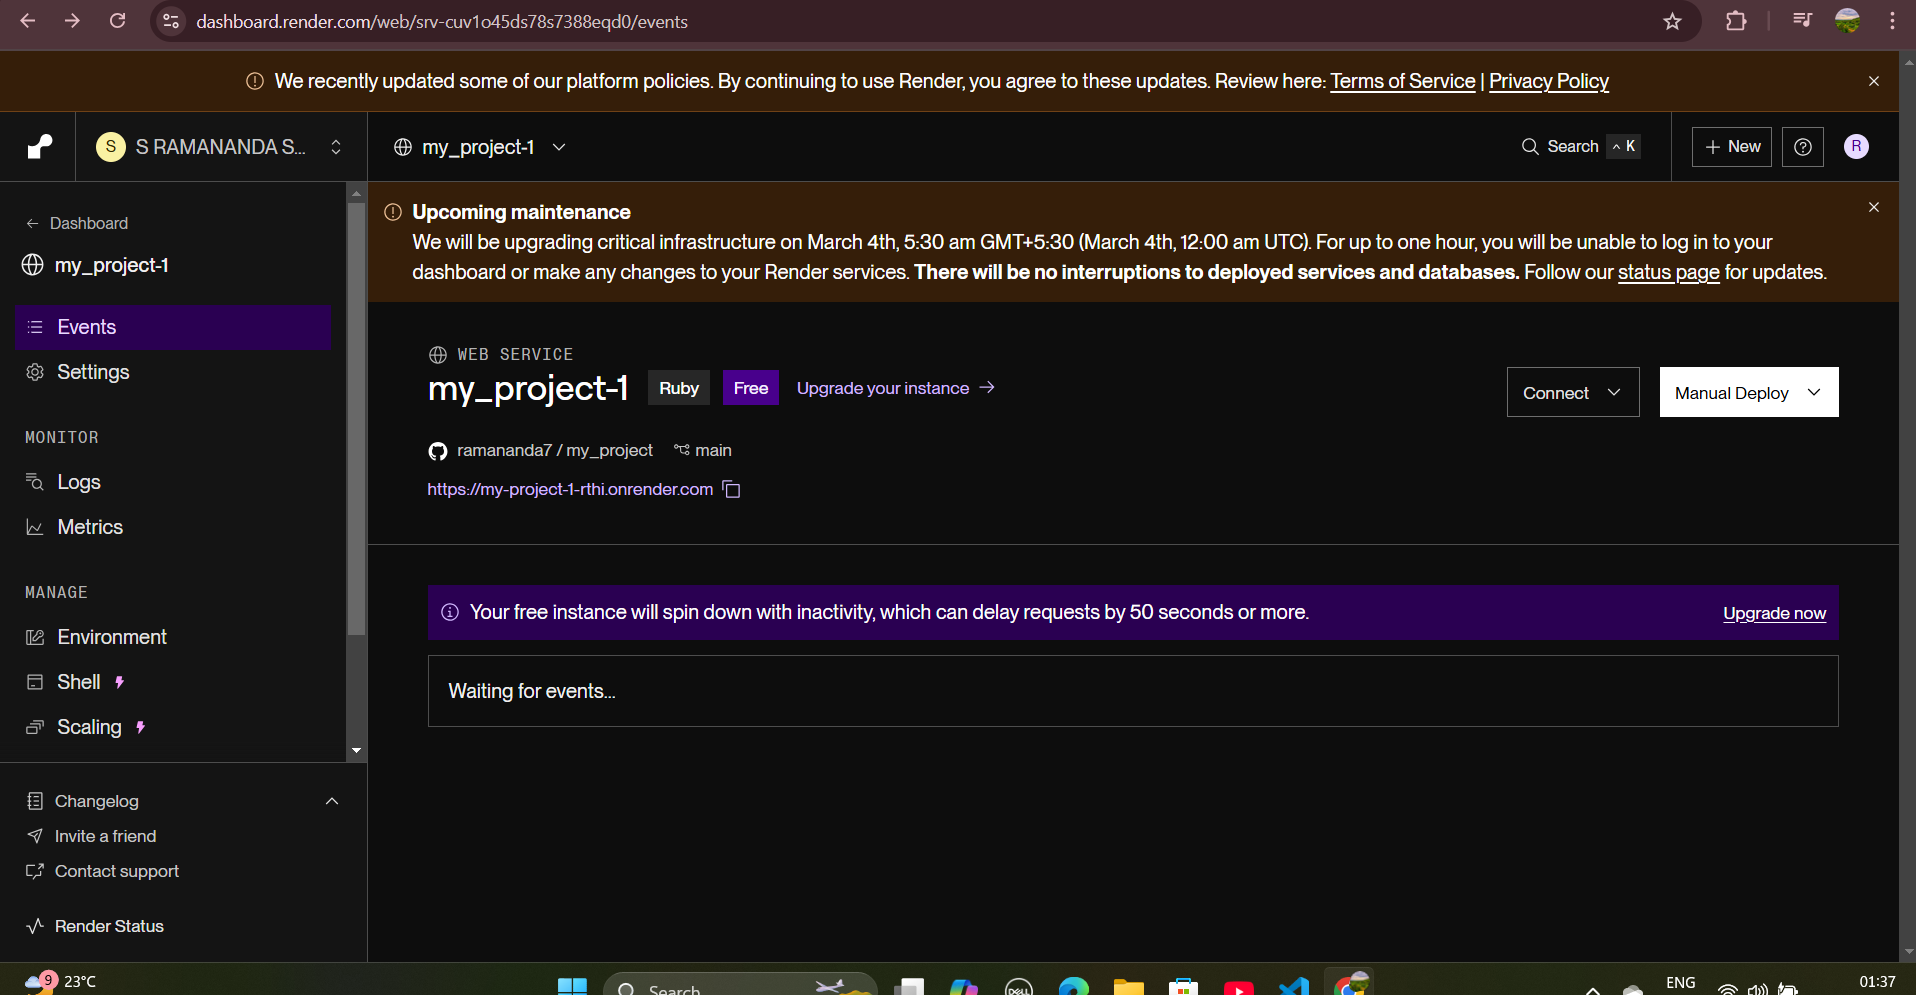 dashboard.render.com/web/srv-cuv1o45ds78s7388eqd0/events
We recently updated some of our platform policies. By continuing to use Render, you agree to these updates. Review here: Terms of Service | Privacy Policy
S S RAMANANDA S...
my_project-1
Search ^ K
+ New
R
Dashboard
my_project-1
Events
Settings
MONITOR
Logs
Metrics
MANAGE
Environment
Shell
Scaling
Changelog
Invite a friend
Contact support
Render Status
Upcoming maintenance
We will be upgrading critical infrastructure on March 4th, 5:30 am GMT+5:30 (March 4th, 12:00 am UTC). For up to one hour, you will be unable to log in to your
dashboard or make any changes to your Render services. There will be no interruptions to deployed services and databases. Follow our status page for updates.
WEB SERVICE
my_project-1 Ruby Free Upgrade your instance
Connect
Manual Deploy
ramananda7 / my_project main
https://my-project-1-rthi.onrender.com
Your free instance will spin down with inactivity, which can delay requests by 50 seconds or more.
Upgrade now
Waiting for events...
9 23°C
Search
DELL
ENG
01:37